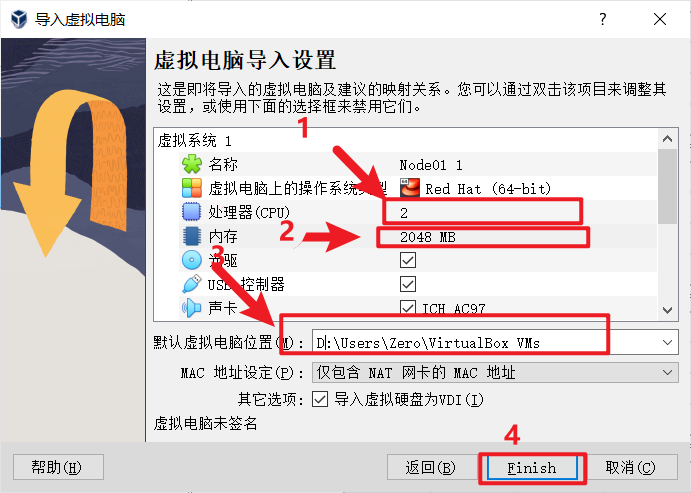 导入虚拟电脑
?
虚拟电脑导入设置
这是即将导入的虚拟电脑及建议的映射关系。您可以通过双击该项目来调整其
设置，或使用下面的选择框来禁用它们。
1
虚拟系统 1
名称 Node01 1
虚拟电脑上的操作系统类型 Red Hat (64-bit)
处理器(CPU) 2
2
内存 2048 MB
3
光驱
USB 控制器
声卡 ICH AC97
默认虚拟电脑位置(M): D:\Users\Zero\VirtualBox VMs
MAC 地址设定(P): 仅包含 NAT 网卡的 MAC 地址
其它选项: 导入虚拟硬盘为VDI(I)
虚拟电脑未签名
4
帮助(H) 返回(B) Finish 取消(C)